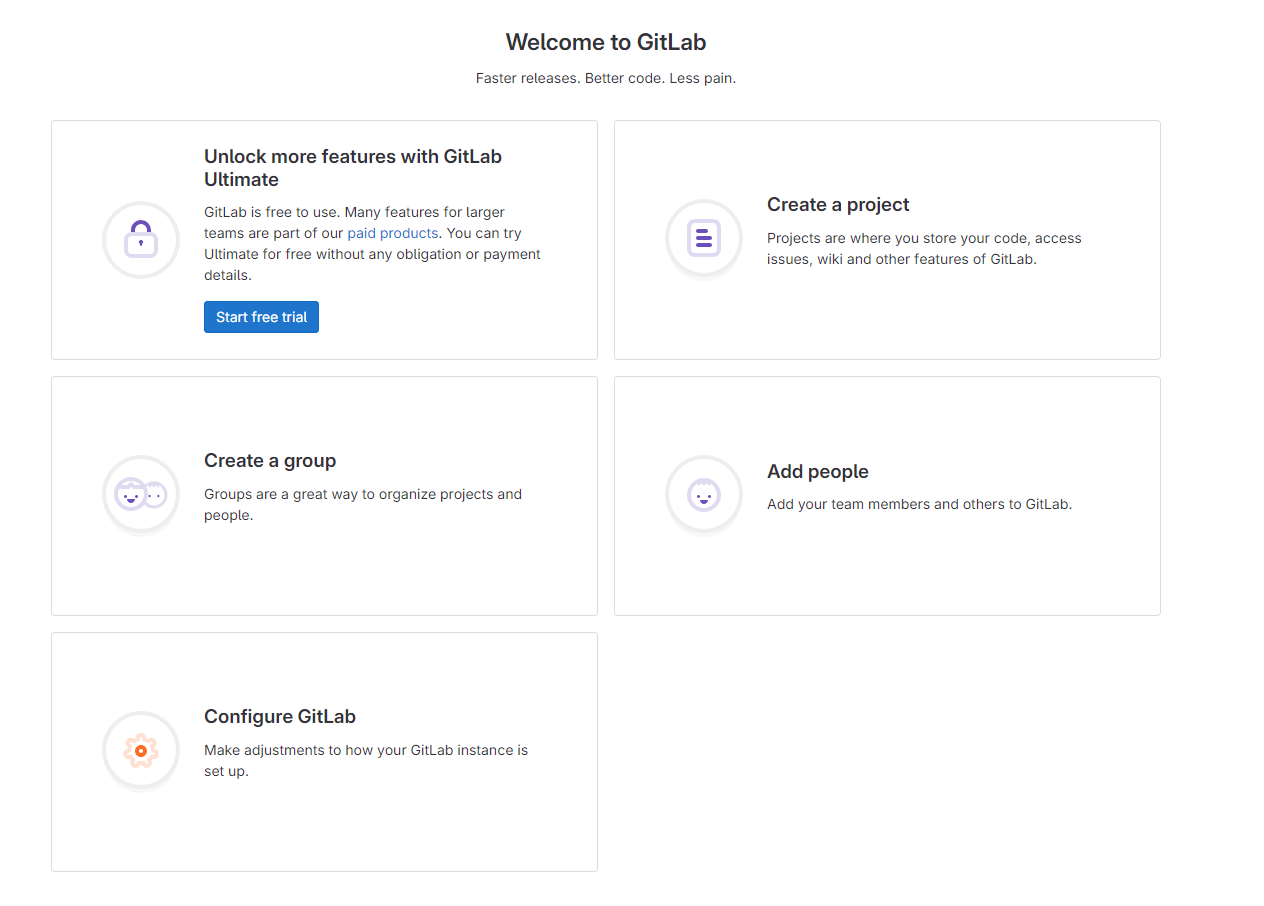 Welcome to GitLab
Faster releases. Better code. Less pain.
Unlock more features with GitLab
Ultimate
GitLab is free to use. Many features for larger
teams are part of our paid products. You can try
Ultimate for free without any obligation or payment
details.
Start free trial
Create a project
Projects are where you store your code, access
issues, wiki and other features of GitLab.
Create a group
Groups are a great way to organize projects and
people.
Add people
Add your team members and others to GitLab.
Configure GitLab
Make adjustments to how your GitLab instance is
set up.